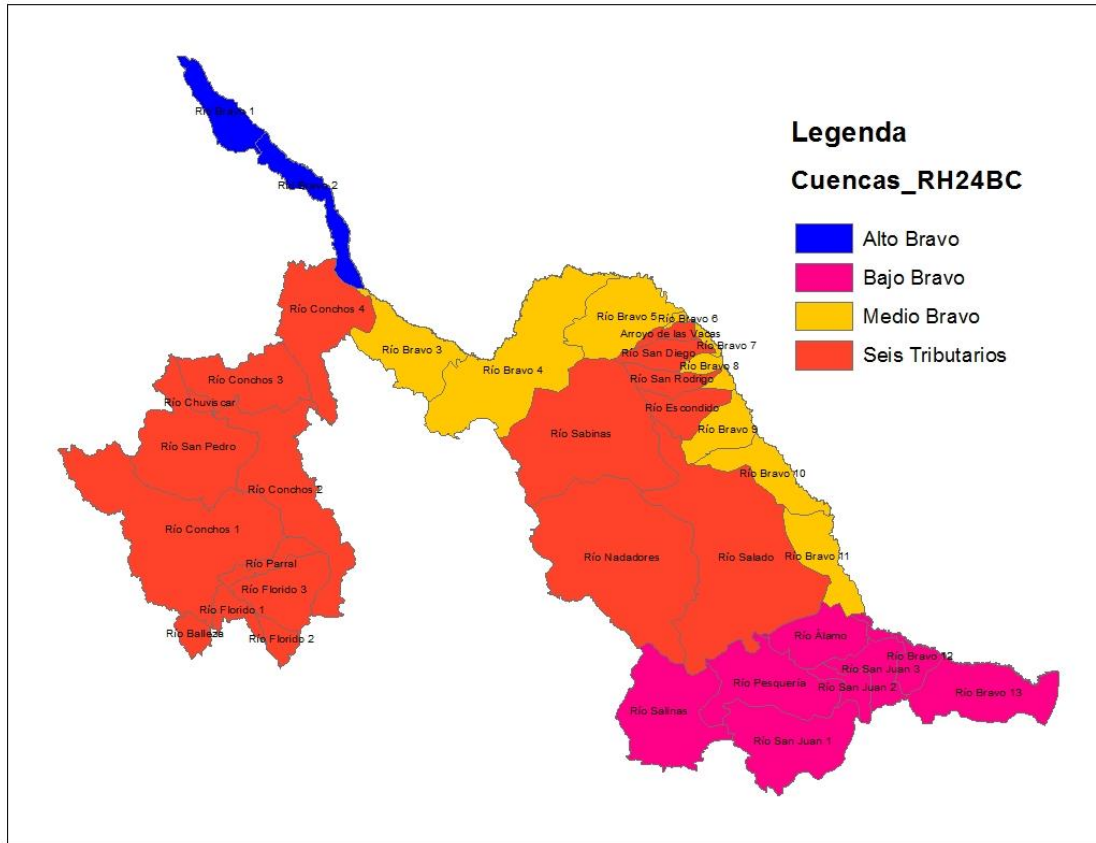 Río Bravo 1
Río Bravo 2
Legenda
Cuencas_RH24BC
Alto Bravo
Bajo Bravo
Medio Bravo
Seis Tributarios
Río Conchos 4
Río Bravo 3
Río Bravo 4
Río Bravo 5
Río Bravo 6
Arroyo de las Vacas
Río Bravo 7
Río San Diego
Río Bravo 8
Río San Rodrigo
Río Conchos 3
Río Chuviscar
Río Escondido
Río Bravo 9
Río San Pedro
Río Sabinas
Río Bravo 10
Río Conchos 2
Río Conchos 1
Río Nadadores
Río Salado
Río Bravo 11
Río Parral
Río Florido 3
Río Florido 1
Río Balleza
Río Florido 2
Río Álamo
Río Bravo 12
Río San Juan 3
Río Pesquería
Río San Juan 2
Río Bravo 13
Río Salinas
Río San Juan 1